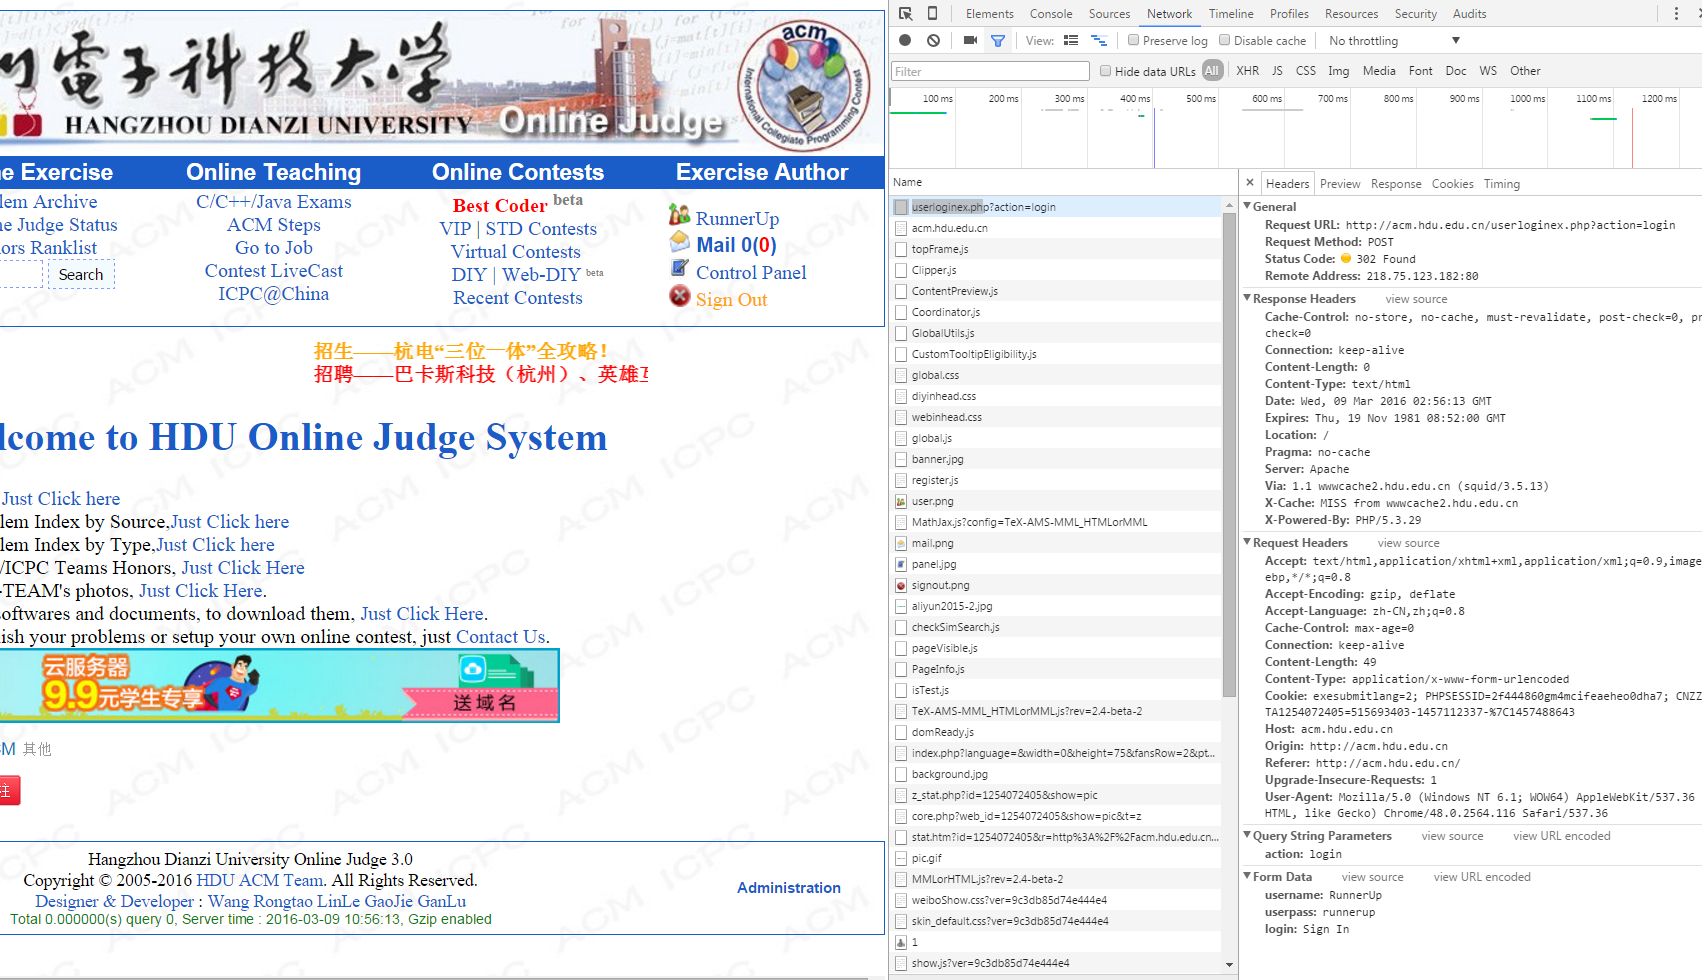 門電子科技大学
HANGZHOU DIANZI UNIVERSITY
Online Judge
acm
International Collegiate Programming Contest
e Exercise
Online Teaching
Online Contests
Exercise Author
lem Archive
e Judge Status
ors Ranklist
Search
C/C++/Java Exams
ACM Steps
Go to Job
Contest LiveCast
ICPC@China
Best Coder beta
VIP | STD Contests
Virtual Contests
DIY | Web-DIY beta
Recent Contests
RunnerUp
Mail 0(0)
Control Panel
Sign Out
招生——杭电“三位一体”全攻略！
招聘——巴卡斯科技（杭州）、英雄互
lcome to HDU Online Judge System
Just Click here
lem Index by Source,Just Click here
lem Index by Type,Just Click here
/ICPC Teams Honors, Just Click Here
-TEAM's photos, Just Click Here.
softwares and documents, to download them, Just Click Here.
ish your problems or setup your own online contest, just Contact Us.
云服务器
9.9元学生专享
送域名
CM 其他
注
Hangzhou Dianzi University Online Judge 3.0
Copyright © 2005-2016 HDU ACM Team. All Rights Reserved.
Designer & Developer : Wang Rongtao LinLe GaoJie GanLu
Total 0.000000(s) query 0, Server time : 2016-03-09 10:56:13, Gzip enabled
Administration
ACM ICPC
Elements Console Sources Network Timeline Profiles Resources Security Audits
View: Preserve log Disable cache No throttling
Filter Hide data URLs All XHR JS CSS Img Media Font Doc WS Other
100 ms 200 ms 300 ms 400 ms 500 ms 600 ms 700 ms 800 ms 900 ms 1000 ms 1100 ms 1200 ms
Name
userloginex.php?action=login
acm.hdu.edu.cn
topFrame.js
Clipper.js
ContentPreview.js
Coordinator.js
GlobalUtils.js
CustomTooltipEligibility.js
global.css
diyinhead.css
webinhead.css
global.js
banner.jpg
register.js
user.png
MathJax.js?config=TeX-AMS-MML_HTMLorMML
mail.png
panel.jpg
signout.png
aliyun2015-2.jpg
checkSimSearch.js
pageVisible.js
PageInfo.js
isTest.js
TeX-AMS-MML_HTMLorMML.js?rev=2.4-beta-2
domReady.js
index.php?language=&width=0&height=75&fansRow=2&pt...
background.jpg
z_stat.php?id=1254072405&show=pic
core.php?web_id=1254072405&show=pic&t=z
stat.htm?id=1254072405&r=http%3A%2F%2Facm.hdu.edu.cn...
pic.gif
MMLorHTML.js?rev=2.4-beta-2
weiboShow.css?ver=9c3db85d74e444e4
skin_default.css?ver=9c3db85d74e444e4
1
show.js?ver=9c3db85d74e444e4
× Headers Preview Response Cookies Timing
General
Request URL: http://acm.hdu.edu.cn/userloginex.php?action=login
Request Method: POST
Status Code: 302 Found
Remote Address: 218.75.123.182:80
Response Headers view source
Cache-Control: no-store, no-cache, must-revalidate, post-check=0, pr
check=0
Connection: keep-alive
Content-Length: 0
Content-Type: text/html
Date: Wed, 09 Mar 2016 02:56:13 GMT
Expires: Thu, 19 Nov 1981 08:52:00 GMT
Location: /
Pragma: no-cache
Server: Apache
Via: 1.1 wwwcache2.hdu.edu.cn (squid/3.5.13)
X-Cache: MISS from wwwcache2.hdu.edu.cn
X-Powered-By: PHP/5.3.29
Request Headers view source
Accept: text/html,application/xhtml+xml,application/xml;q=0.9,image
ebp,*/*;q=0.8
Accept-Encoding: gzip, deflate
Accept-Language: zh-CN,zh;q=0.8
Cache-Control: max-age=0
Connection: keep-alive
Content-Length: 49
Content-Type: application/x-www-form-urlencoded
Cookie: exesubmitlang=2; PHPSESSID=2f444860gm4mcifeaeheo0dha7; CNZZ
TA1254072405=515693403-1457112337-%7C1457488643
Host: acm.hdu.edu.cn
Origin: http://acm.hdu.edu.cn
Referer: http://acm.hdu.edu.cn/
Upgrade-Insecure-Requests: 1
User-Agent: Mozilla/5.0 (Windows NT 6.1; WOW64) AppleWebKit/537.36
HTML, like Gecko) Chrome/48.0.2564.116 Safari/537.36
Query String Parameters view source view URL encoded
action: login
Form Data view source view URL encoded
username: RunnerUp
userpass: runnerup
login: Sign In